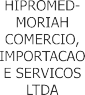 HIPROMED-
MORIAH
COMERCIO,
IMPORTACAO
E SERVICOS
LTDA